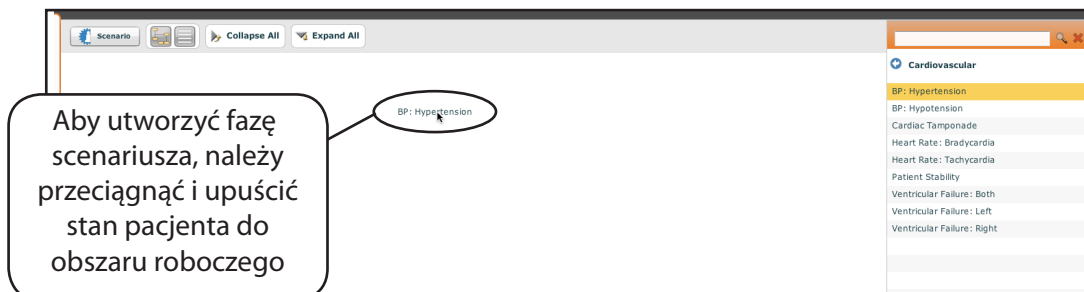 Scenario
Collapse All
Expand All
Cardiovascular
BP: Hypertension
BP: Hypertension
BP: Hypotension
Cardiac Tamponade
Heart Rate: Bradycardia
Heart Rate: Tachycardia
Patient Stability
Ventricular Failure: Both
Ventricular Failure: Left
Ventricular Failure: Right
Aby utworzyć fazę
scenariusza, należy
przeciągnąć i upuścić
stan pacjenta do
obszaru roboczego